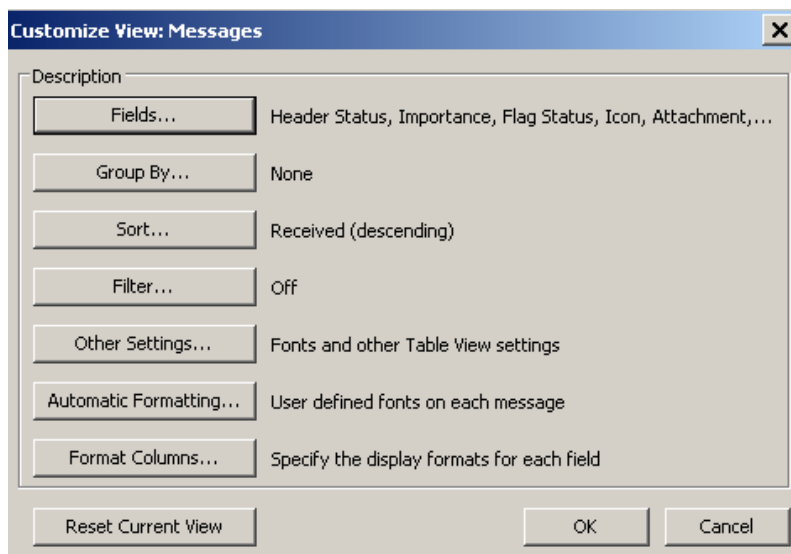 Customize View: Messages
Description
Fields... Header Status, Importance, Flag Status, Icon, Attachment,...
Group By... None
Sort... Received (descending)
Filter... Off
Other Settings... Fonts and other Table View settings
Automatic Formatting... User defined fonts on each message
Format Columns... Specify the display formats for each field
Reset Current View OK Cancel